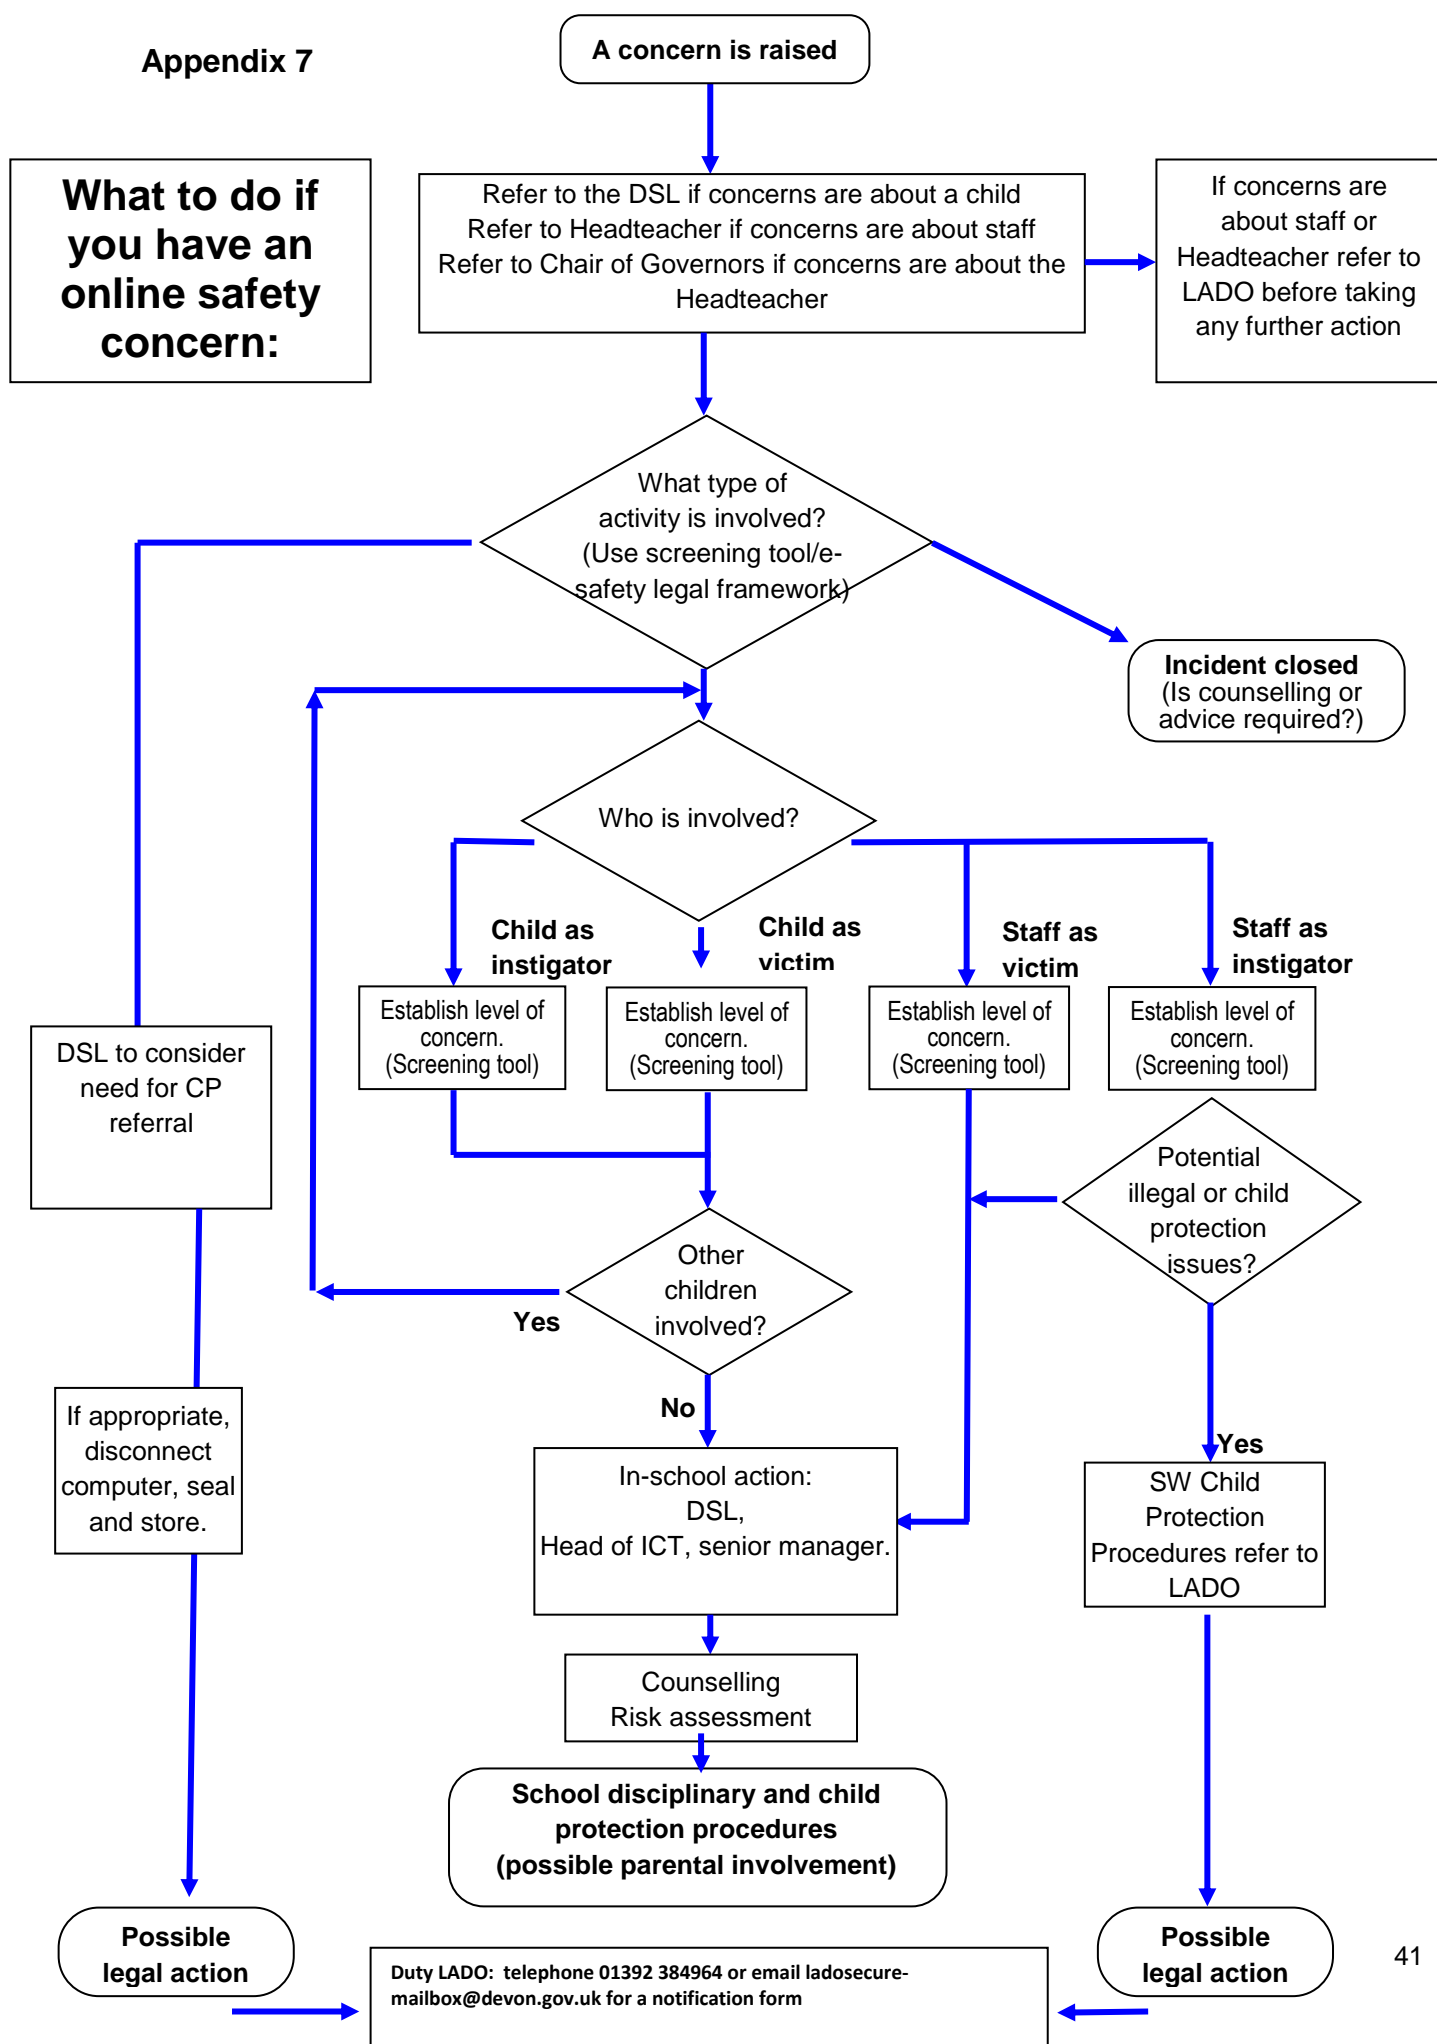 Appendix 7
A concern is raised
What to do if
you have an
online safety
concern:
Refer to the DSL if concerns are about a child
Refer to Headteacher if concerns are about staff
Refer to Chair of Governors if concerns are about the
Headteacher
If concerns are
about staff or
Headteacher refer to
LADO before taking
any further action
What type of
activity is involved?
(Use screening tool/e-
safety legal framework)
Incident closed
(Is counselling or
advice required?)
Who is involved?
Child as
instigator
Child as
victim
Staff as
victim
Staff as
instigator
Establish level of
concern.
(Screening tool)
Establish level of
concern.
(Screening tool)
Establish level of
concern.
(Screening tool)
Establish level of
concern.
(Screening tool)
DSL to consider
need for CP
referral
Potential
illegal or child
protection
issues?
Other
children
involved?
Yes
No
Yes
If appropriate,
disconnect
computer, seal
and store.
In-school action:
DSL,
Head of ICT, senior manager.
SW Child
Protection
Procedures refer to
LADO
Counselling
Risk assessment
School disciplinary and child
protection procedures
(possible parental involvement)
Possible
legal action
Possible
legal action
Duty LADO: telephone 01392 384964 or email ladosecure-
mailbox@devon.gov.uk for a notification form
41